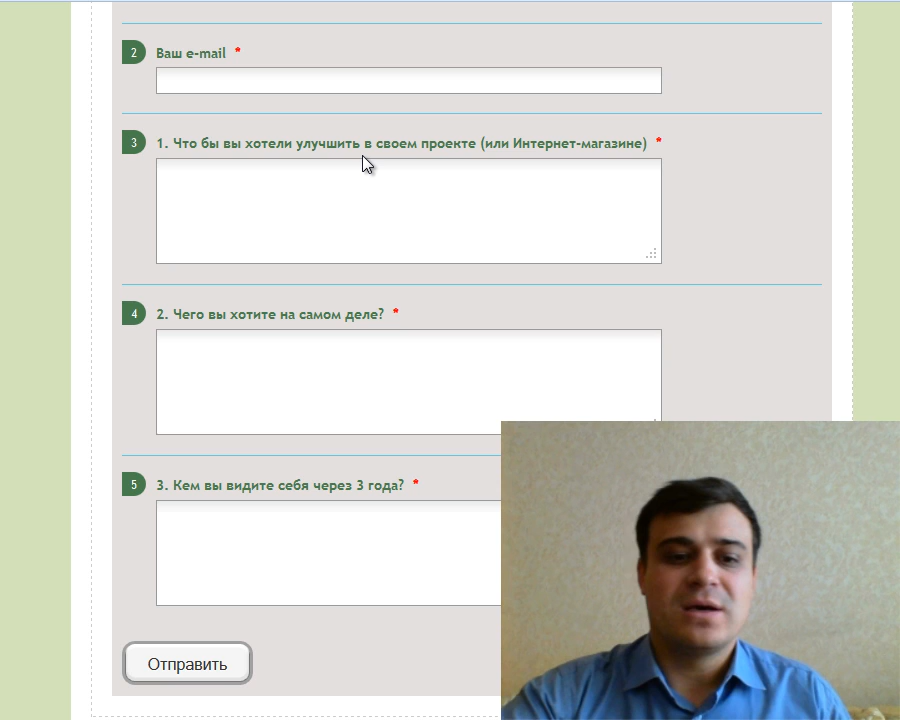 2 Ваш e-mail *
3 1. Что бы вы хотели улучшить в своем проекте (или Интернет-магазине) *
4 2. Чего вы хотите на самом деле? *
5 3. Кем вы видите себя через 3 года? *
Отправить